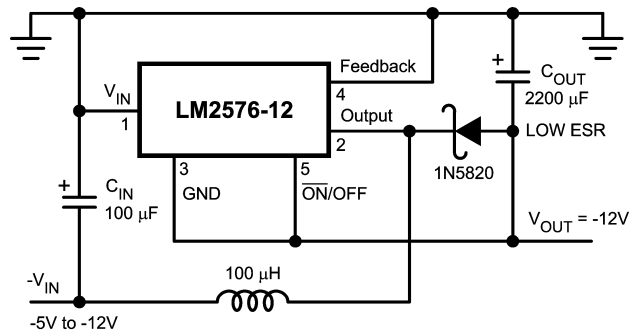 Feedback
4
V_IN
1
LM2576-12
Output
2
+
C_OUT
2200 μF
LOW ESR
1N5820
3
GND
5
ON/OFF
+
C_IN
100 μF
V_OUT = -12V
-V_IN
100 μH
-5V to -12V